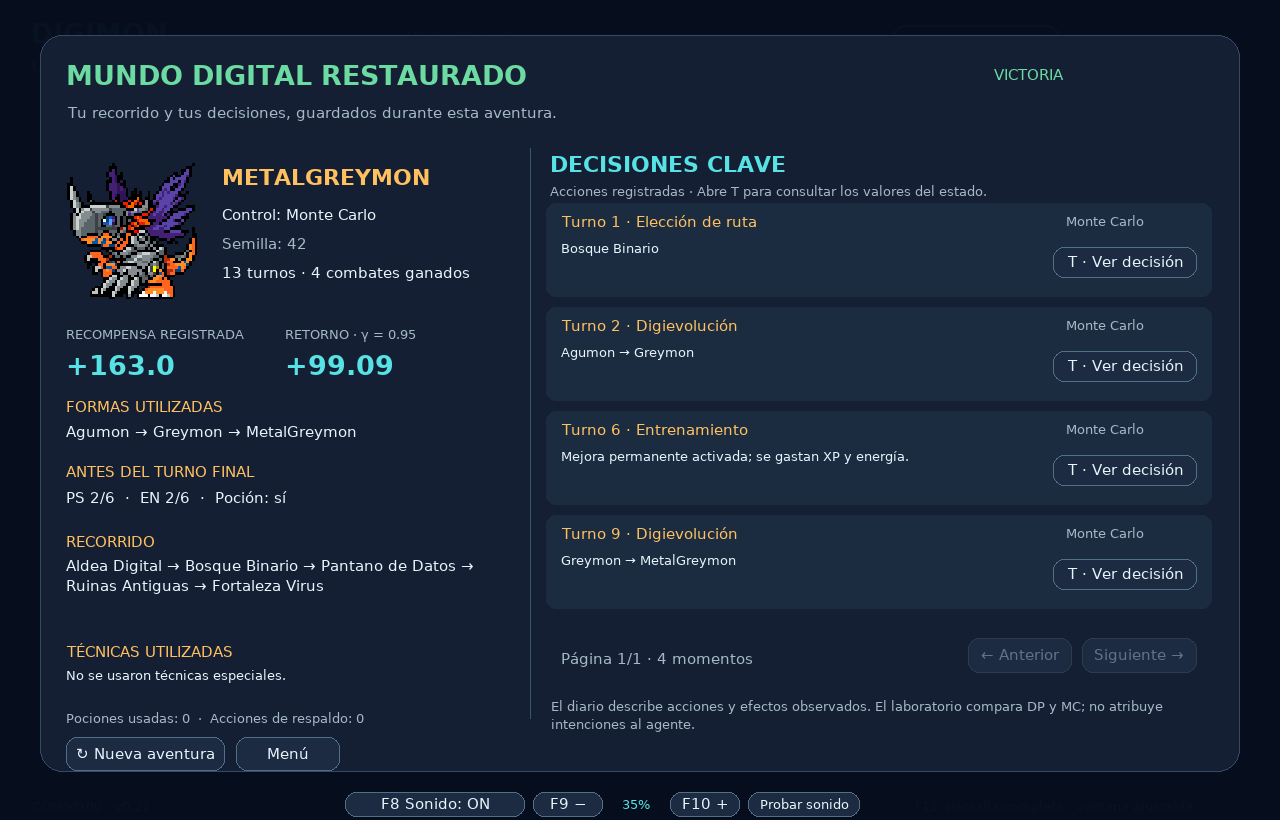 MUNDO DIGITAL RESTAURADO
VICTORIA
Tu recorrido y tus decisiones, guardados durante esta aventura.
METALGREYMON
Control: Monte Carlo
Semilla: 42
13 turnos · 4 combates ganados
RECOMPENSA REGISTRADA
RETORNO · γ = 0.95
+163.0
+99.09
FORMAS UTILIZADAS
Agumon → Greymon → MetalGreymon
ANTES DEL TURNO FINAL
PS 2/6 · EN 2/6 · Poción: sí
RECORRIDO
Aldea Digital → Bosque Binario → Pantano de Datos →
Ruinas Antiguas → Fortaleza Virus
TÉCNICAS UTILIZADAS
No se usaron técnicas especiales.
Pociones usadas: 0 · Acciones de respaldo: 0
↻ Nueva aventura
Menú
DECISIONES CLAVE
Acciones registradas · Abre T para consultar los valores del estado.
Turno 1 · Elección de ruta
Monte Carlo
Bosque Binario
T · Ver decisión
Turno 2 · Digievolución
Monte Carlo
Agumon → Greymon
T · Ver decisión
Turno 6 · Entrenamiento
Monte Carlo
Mejora permanente activada; se gastan XP y energía.
T · Ver decisión
Turno 9 · Digievolución
Monte Carlo
Greymon → MetalGreymon
T · Ver decisión
Página 1/1 · 4 momentos
← Anterior
Siguiente →
El diario describe acciones y efectos observados. El laboratorio compara DP y MC; no atribuye
intenciones al agente.
F8 Sonido: ON
F9 −
35%
F10 +
Probar sonido